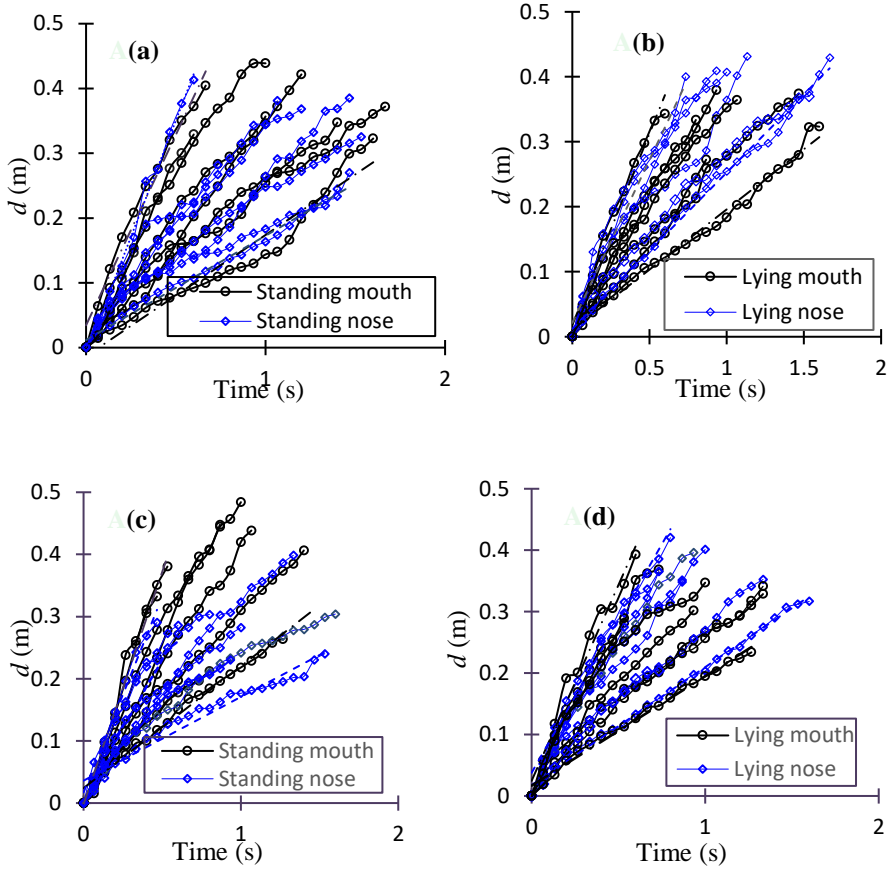 A(a)
0.5
0.4
0.3
0.2
0.1
0
d (m)
Standing mouth
Standing nose
0 1 2
Time (s)
A(b)
0.5
0.4
0.3
0.2
0.1
0
d (m)
Lying mouth
Lying nose
0 0.5 1 1.5 2
Time (s)
A(c)
0.5
0.4
0.3
0.2
0.1
0
d (m)
Standing mouth
Standing nose
0 1 2
Time (s)
A(d)
0.5
0.4
0.3
0.2
0.1
0
d (m)
Lying mouth
Lying nose
0 1 2
Time (s)